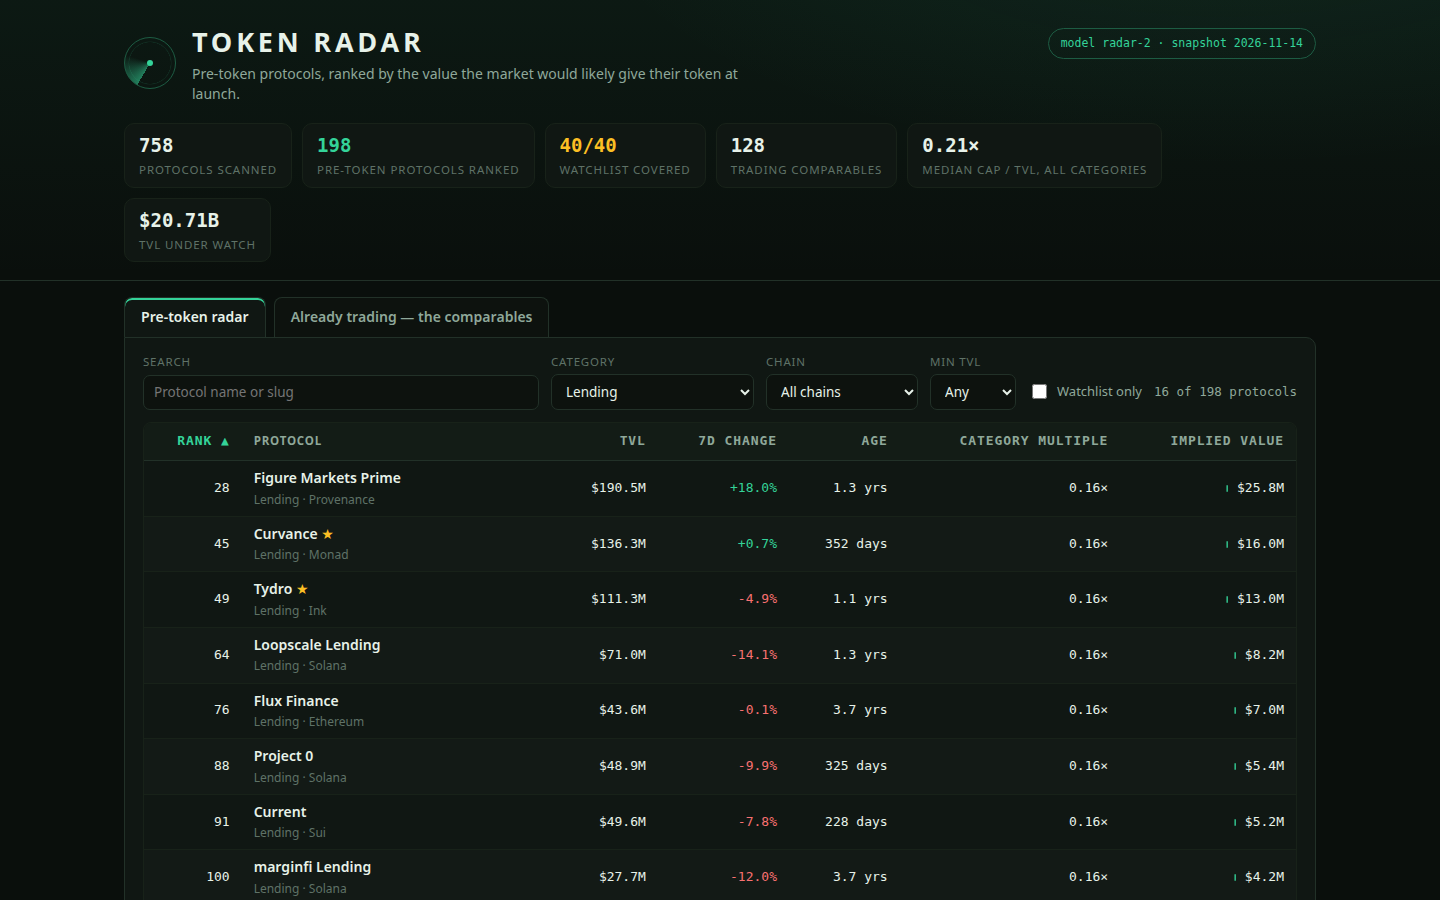 TOKEN RADAR
Pre-token protocols, ranked by the value the market would likely give their token at
launch.
model radar-2 · snapshot 2026-11-14
758
PROTOCOLS SCANNED
198
PRE-TOKEN PROTOCOLS RANKED
40/40
WATCHLIST COVERED
128
TRADING COMPARABLES
0.21×
MEDIAN CAP / TVL, ALL CATEGORIES
$20.71B
TVL UNDER WATCH
Pre-token radar
Already trading — the comparables
SEARCH
CATEGORY
CHAIN
MIN TVL
Protocol name or slug
Lending
All chains
Any
Watchlist only
16 of 198 protocols
RANK ▲ PROTOCOL TVL 7D CHANGE AGE CATEGORY MULTIPLE IMPLIED VALUE
28 Figure Markets Prime $190.5M +18.0% 1.3 yrs 0.16× $25.8M
Lending · Provenance
45 Curvance ★ $136.3M +0.7% 352 days 0.16× $16.0M
Lending · Monad
49 Tydro ★ $111.3M -4.9% 1.1 yrs 0.16× $13.0M
Lending · Ink
64 Loopscale Lending $71.0M -14.1% 1.3 yrs 0.16× $8.2M
Lending · Solana
76 Flux Finance $43.6M -0.1% 3.7 yrs 0.16× $7.0M
Lending · Ethereum
88 Project 0 $48.9M -9.9% 325 days 0.16× $5.4M
Lending · Solana
91 Current $49.6M -7.8% 228 days 0.16× $5.2M
Lending · Sui
100 marginfi Lending $27.7M -12.0% 3.7 yrs 0.16× $4.2M
Lending · Solana